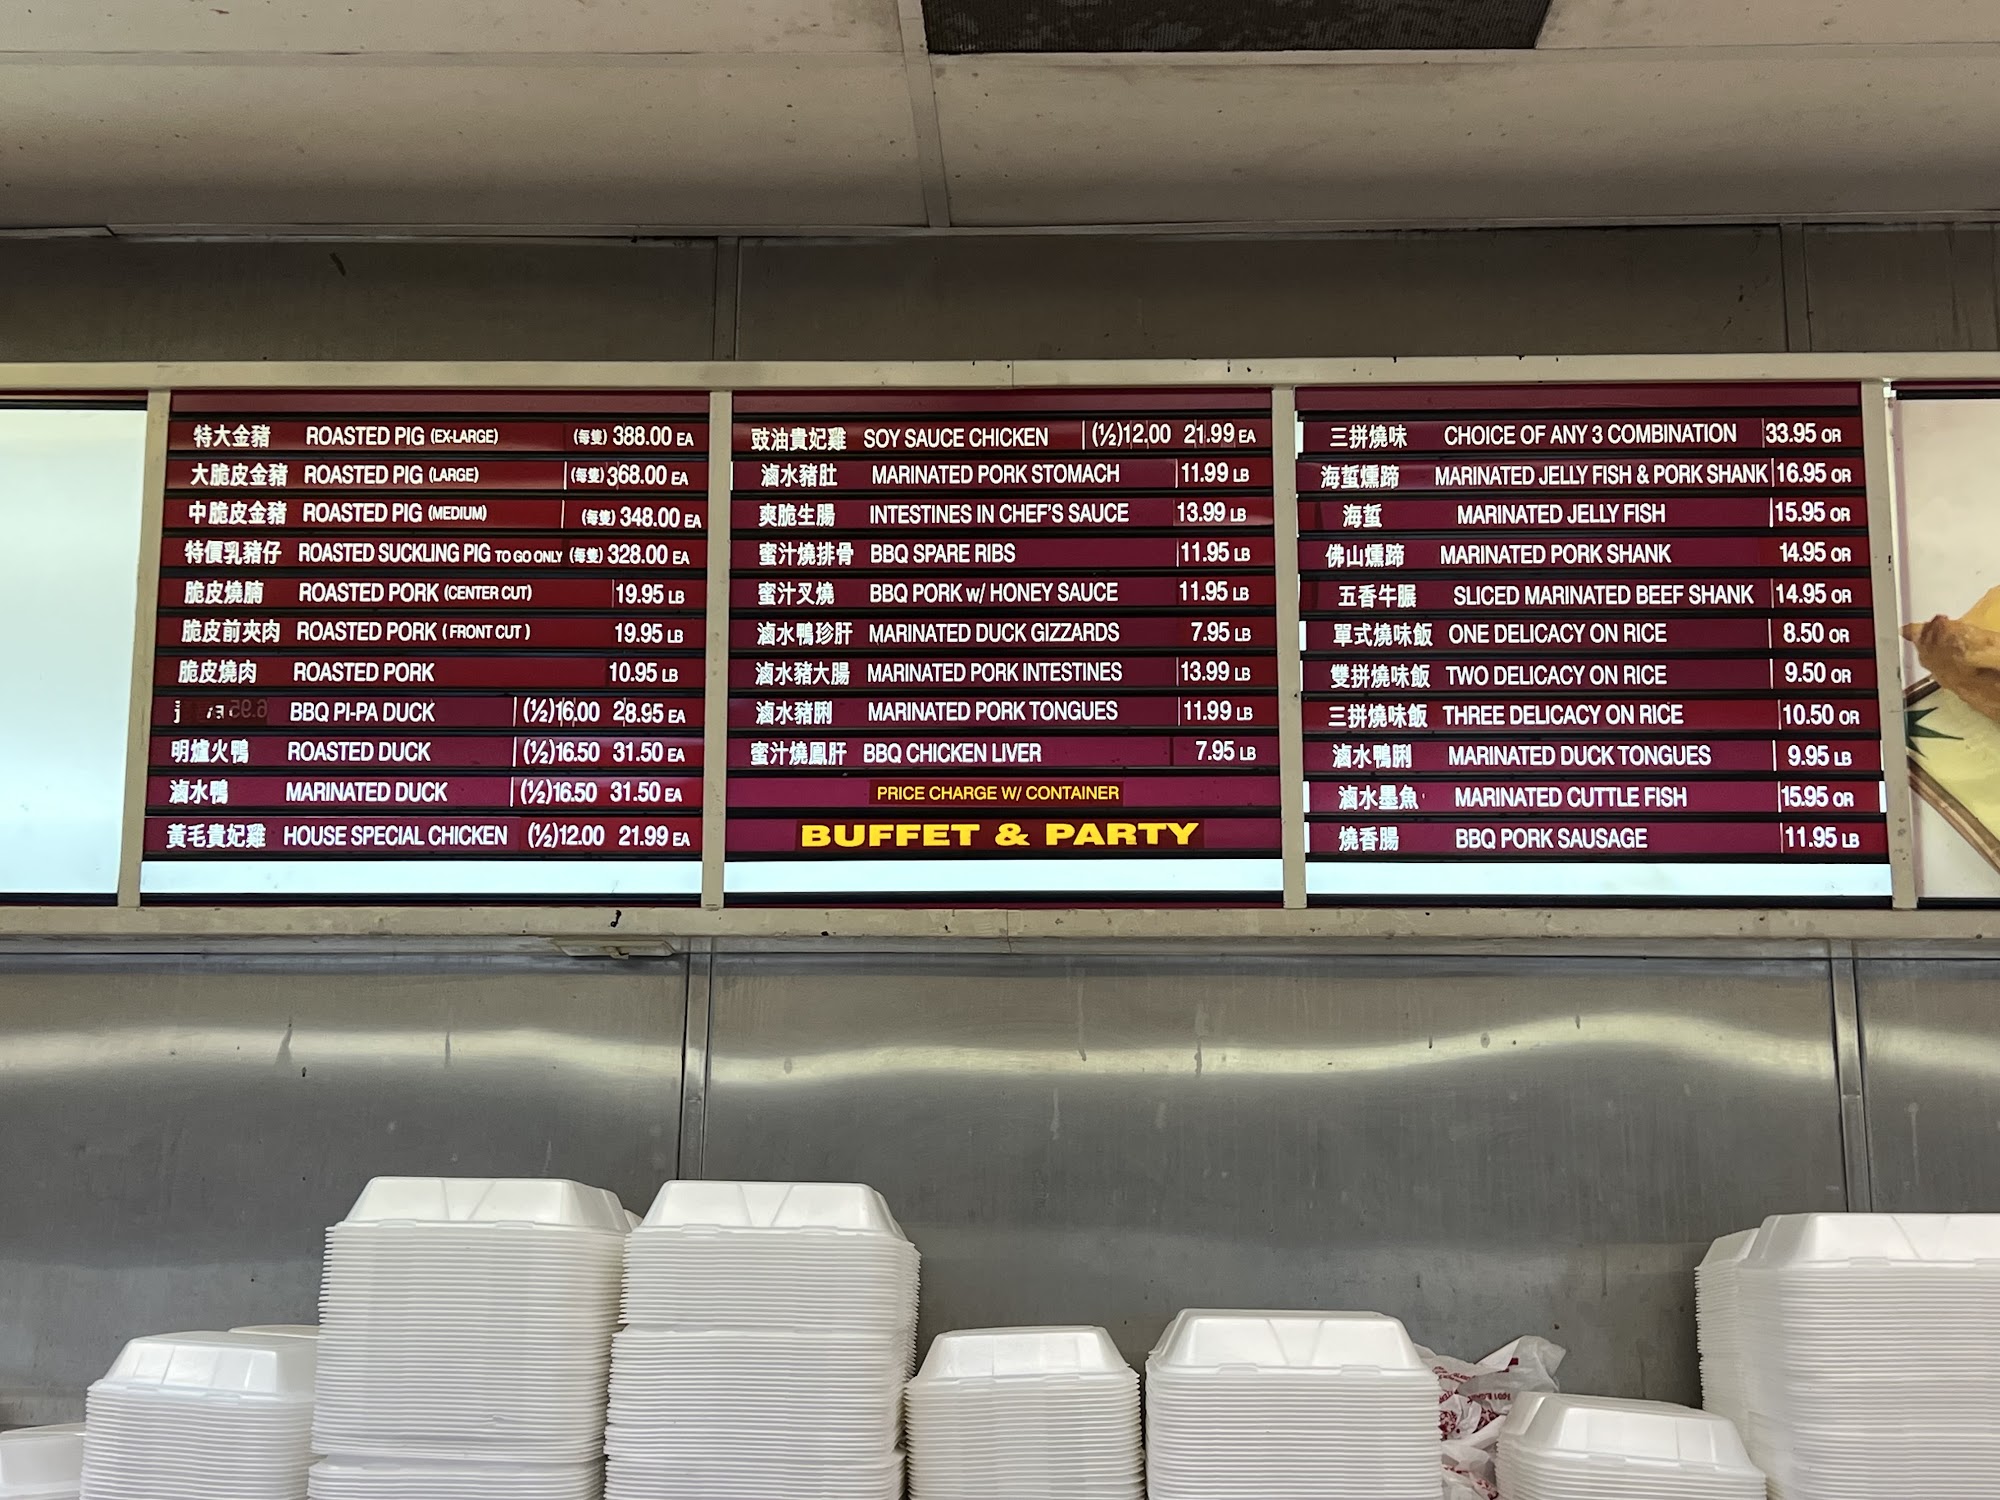 特大金豬 ROASTED PIG (EX-LARGE) (每隻) 388.00 EA
大脆皮金豬 ROASTED PIG (LARGE) (每隻) 368.00 EA
中脆皮金豬 ROASTED PIG (MEDIUM) (每隻) 348.00 EA
特價乳豬仔 ROASTED SUCKLING PIG TO GO ONLY (每隻) 328.00 EA
脆皮燒腩 ROASTED PORK (CENTER CUT) 19.95 LB
脆皮前夾肉 ROASTED PORK ( FRONT CUT ) 19.95 LB
脆皮燒肉 ROASTED PORK 10.95 LB
BBQ PI-PA DUCK (½)16.00 28.95 EA
明爐火鴨 ROASTED DUCK (½)16.50 31.50 EA
滷水鴨 MARINATED DUCK (½)16.50 31.50 EA
黃毛貴妃雞 HOUSE SPECIAL CHICKEN (½)12.00 21.99 EA
豉油貴妃雞 SOY SAUCE CHICKEN (½)12.00 21.99 EA
滷水豬肚 MARINATED PORK STOMACH 11.99 LB
爽脆生腸 INTESTINES IN CHEF'S SAUCE 13.99 LB
蜜汁燒排骨 BBQ SPARE RIBS 11.95 LB
蜜汁叉燒 BBQ PORK w/ HONEY SAUCE 11.95 LB
滷水鴨珍肝 MARINATED DUCK GIZZARDS 7.95 LB
滷水豬大腸 MARINATED PORK INTESTINES 13.99 LB
滷水豬脷 MARINATED PORK TONGUES 11.99 LB
蜜汁燒鳳肝 BBQ CHICKEN LIVER 7.95 LB
PRICE CHARGE W/ CONTAINER
BUFFET & PARTY
三拼燒味 CHOICE OF ANY 3 COMBINATION 33.95 OR
海蜇燻蹄 MARINATED JELLY FISH & PORK SHANK 16.95 OR
海蜇 MARINATED JELLY FISH 15.95 OR
佛山燻蹄 MARINATED PORK SHANK 14.95 OR
五香牛𦟌 SLICED MARINATED BEEF SHANK 14.95 OR
單式燒味飯 ONE DELICACY ON RICE 8.50 OR
雙拼燒味飯 TWO DELICACY ON RICE 9.50 OR
三拼燒味飯 THREE DELICACY ON RICE 10.50 OR
滷水鴨脷 MARINATED DUCK TONGUES 9.95 LB
滷水墨魚 MARINATED CUTTLE FISH 15.95 OR
燒香腸 BBQ PORK SAUSAGE 11.95 LB